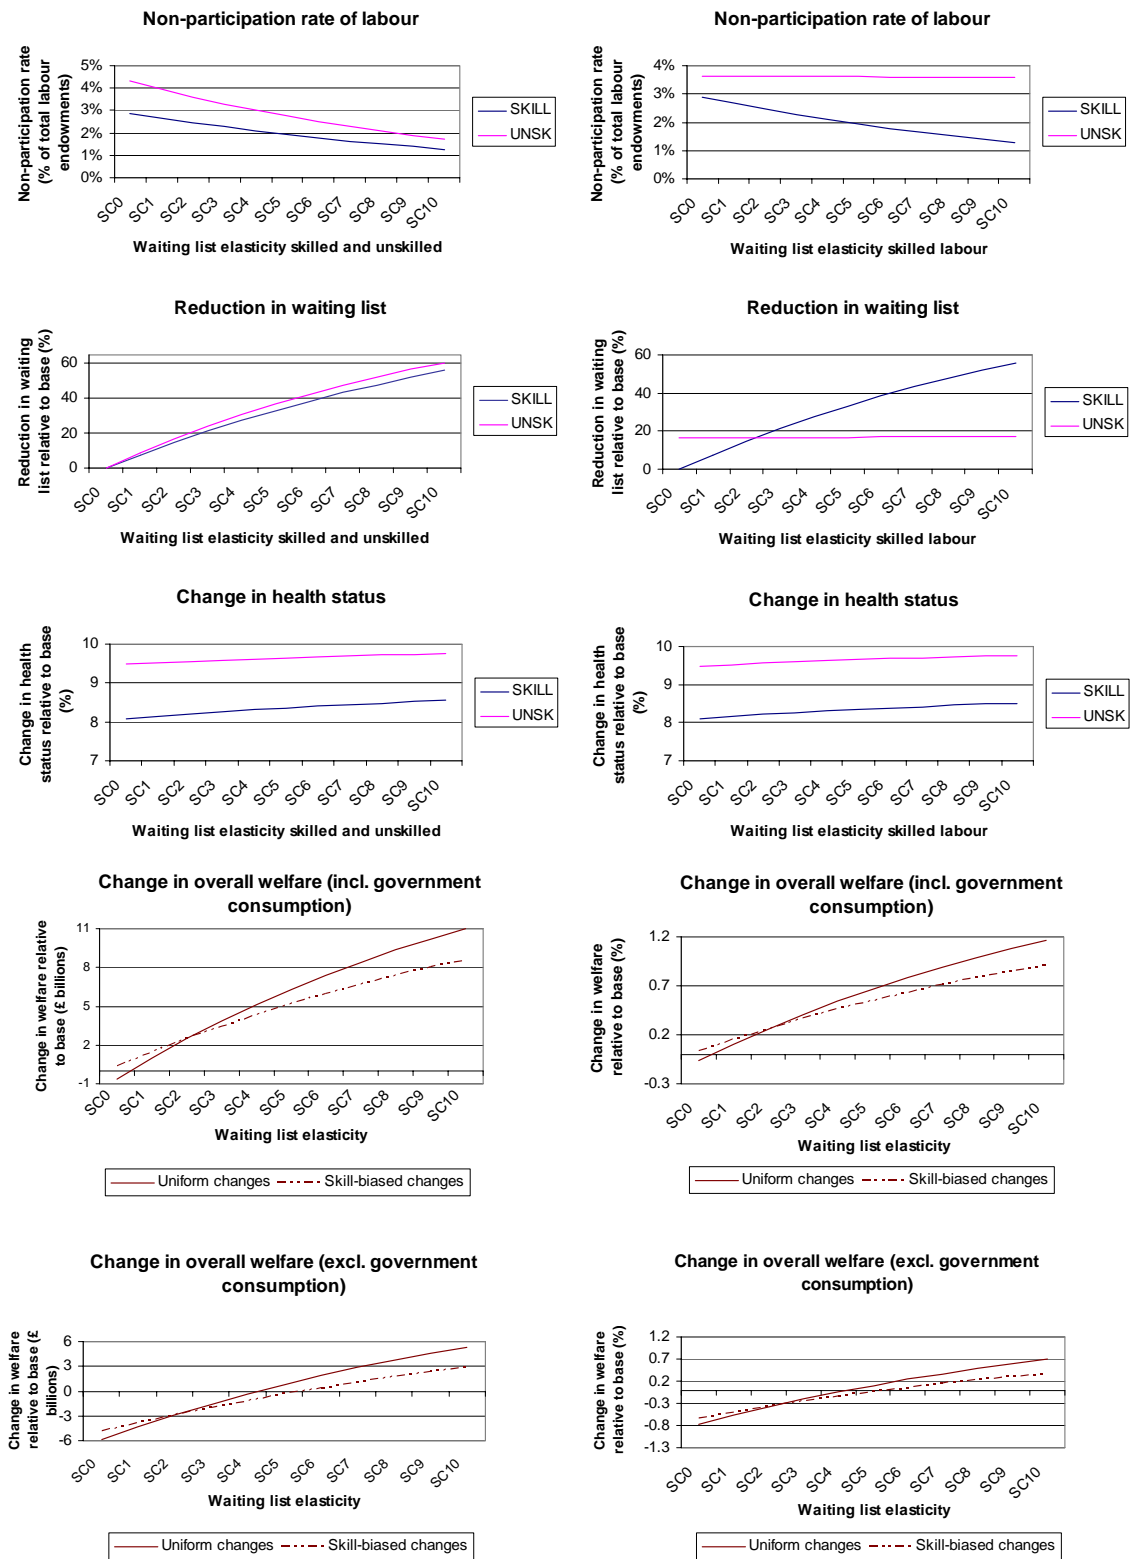 Non-participation rate of labour
Non-participation rate
(% of total labour
endowments)
5%
4%
3%
2%
1%
0%
SC0
SC1
SC2
SC3
SC4
SC5
SC6
SC7
SC8
SC9
SC10
SKILL
UNSK
Waiting list elasticity skilled and unskilled
Non-participation rate of labour
Non-participation rate
(% of total labour
endowments)
4%
3%
2%
1%
0%
SC0
SC1
SC2
SC3
SC4
SC5
SC6
SC7
SC8
SC9
SC10
SKILL
UNSK
Waiting list elasticity skilled labour
Reduction in waiting list
Reduction in waiting
list relative to base (%)
60
40
20
0
SC0
SC1
SC2
SC3
SC4
SC5
SC6
SC7
SC8
SC9
SC10
SKILL
UNSK
Waiting list elasticity skilled and unskilled
Reduction in waiting list
Reduction in waiting
list relative to base (%)
60
40
20
0
SC0
SC1
SC2
SC3
SC4
SC5
SC6
SC7
SC8
SC9
SC10
SKILL
UNSK
Waiting list elasticity skilled labour
Change in health status
Change in health
status relative to base
(%)
10
9
8
7
SC0
SC1
SC2
SC3
SC4
SC5
SC6
SC7
SC8
SC9
SC10
SKILL
UNSK
Waiting list elasticity skilled and unskilled
Change in health status
Change in health
status relative to base
(%)
10
9
8
7
SC0
SC1
SC2
SC3
SC4
SC5
SC6
SC7
SC8
SC9
SC10
SKILL
UNSK
Waiting list elasticity skilled labour
Change in overall welfare (incl. government
consumption)
Change in welfare relative
to base (£ billions)
11
8
5
2
-1
SC0
SC1
SC2
SC3
SC4
SC5
SC6
SC7
SC8
SC9
SC10
Waiting list elasticity
Uniform changes
Skill-biased changes
Change in overall welfare (incl. government
consumption)
Change in welfare
relative to base (%)
1.2
0.7
0.2
-0.3
SC0
SC1
SC2
SC3
SC4
SC5
SC6
SC7
SC8
SC9
SC10
Waiting list elasticity
Uniform changes
Skill-biased changes
Change in overall welfare (excl. government
consumption)
Change in welfare
relative to base (£
billions)
6
3
0
-3
-6
SC0
SC1
SC2
SC3
SC4
SC5
SC6
SC7
SC8
SC9
SC10
Waiting list elasticity
Uniform changes
Skill-biased changes
Change in overall welfare (excl. government
consumption)
Change in welfare
relative to base (%)
1.2
0.7
0.2
-0.3
-0.8
-1.3
SC0
SC1
SC2
SC3
SC4
SC5
SC6
SC7
SC8
SC9
SC10
Waiting list elasticity
Uniform changes
Skill-biased changes